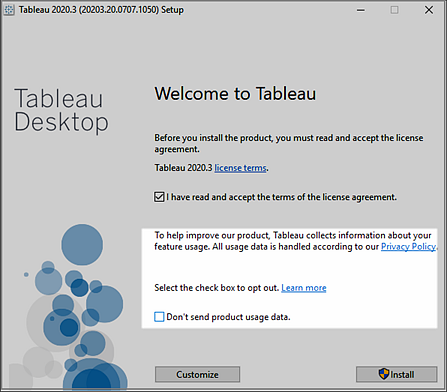 Tableau 2020.3 (20203.20.0707.1050) Setup
Tableau
Desktop
Welcome to Tableau
Before you install the product, you must read and accept the license
agreement.
Tableau 2020.3 license terms.
I have read and accept the terms of the license agreement.
To help improve our product, Tableau collects information about your
feature usage. All usage data is handled according to our Privacy Policy.
Select the check box to opt out. Learn more
Don't send product usage data.
Customize
Install